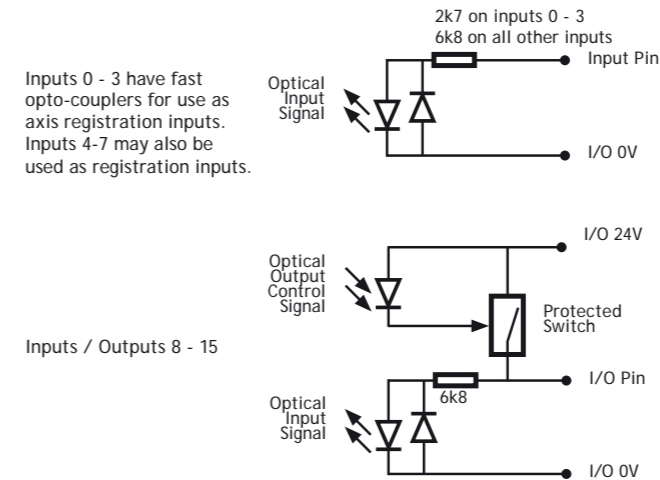 2k7 on inputs 0 - 3
6k8 on all other inputs
Input Pin
Optical
Input
Signal
Inputs 0 - 3 have fast
opto-couplers for use as
axis registration inputs.
Inputs 4-7 may also be
used as registration inputs.
I/O 0V
I/O 24V
Optical
Output
Control
Signal
Protected
Switch
Inputs / Outputs 8 - 15
I/O Pin
6k8
Optical
Input
Signal
I/O 0V